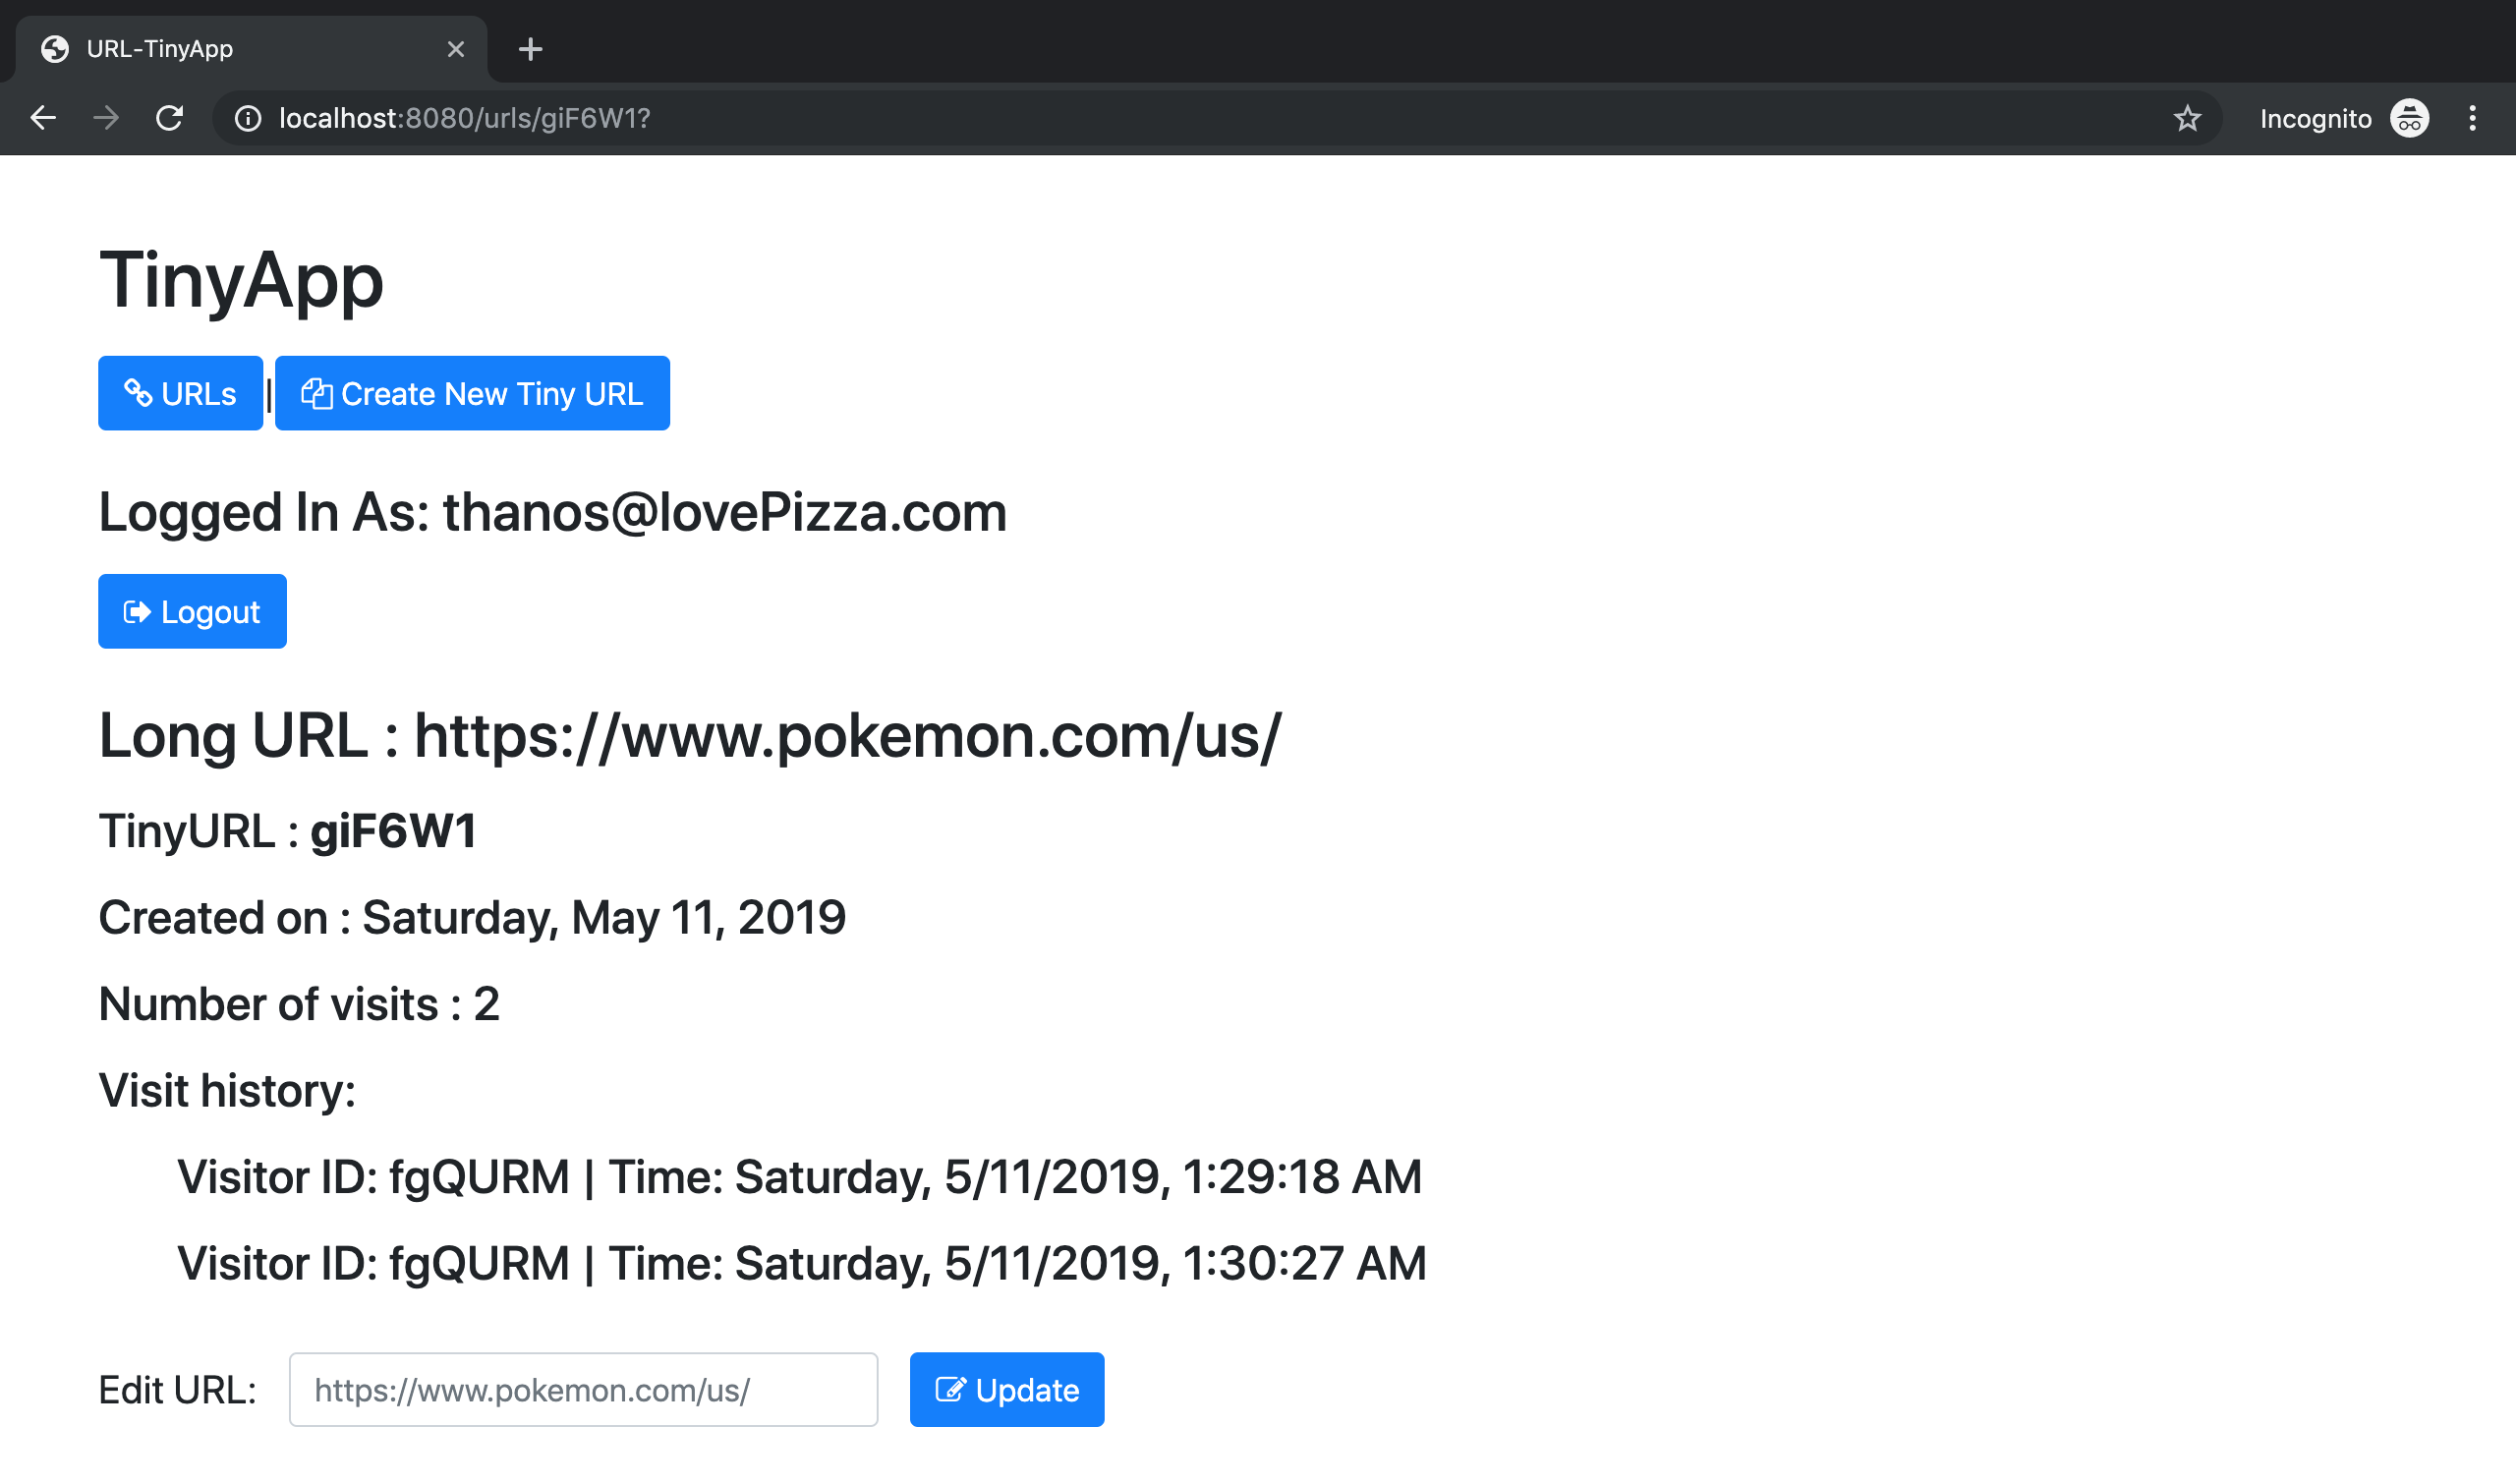 URL-TinyApp
localhost:8080/urls/giF6W1?
Incognito
TinyApp
URLs | Create New Tiny URL
Logged In As: thanos@lovePizza.com
Logout
Long URL : https://www.pokemon.com/us/
TinyURL : giF6W1
Created on : Saturday, May 11, 2019
Number of visits : 2
Visit history:
Visitor ID: fgQURM | Time: Saturday, 5/11/2019, 1:29:18 AM
Visitor ID: fgQURM | Time: Saturday, 5/11/2019, 1:30:27 AM
Edit URL: https://www.pokemon.com/us/ Update